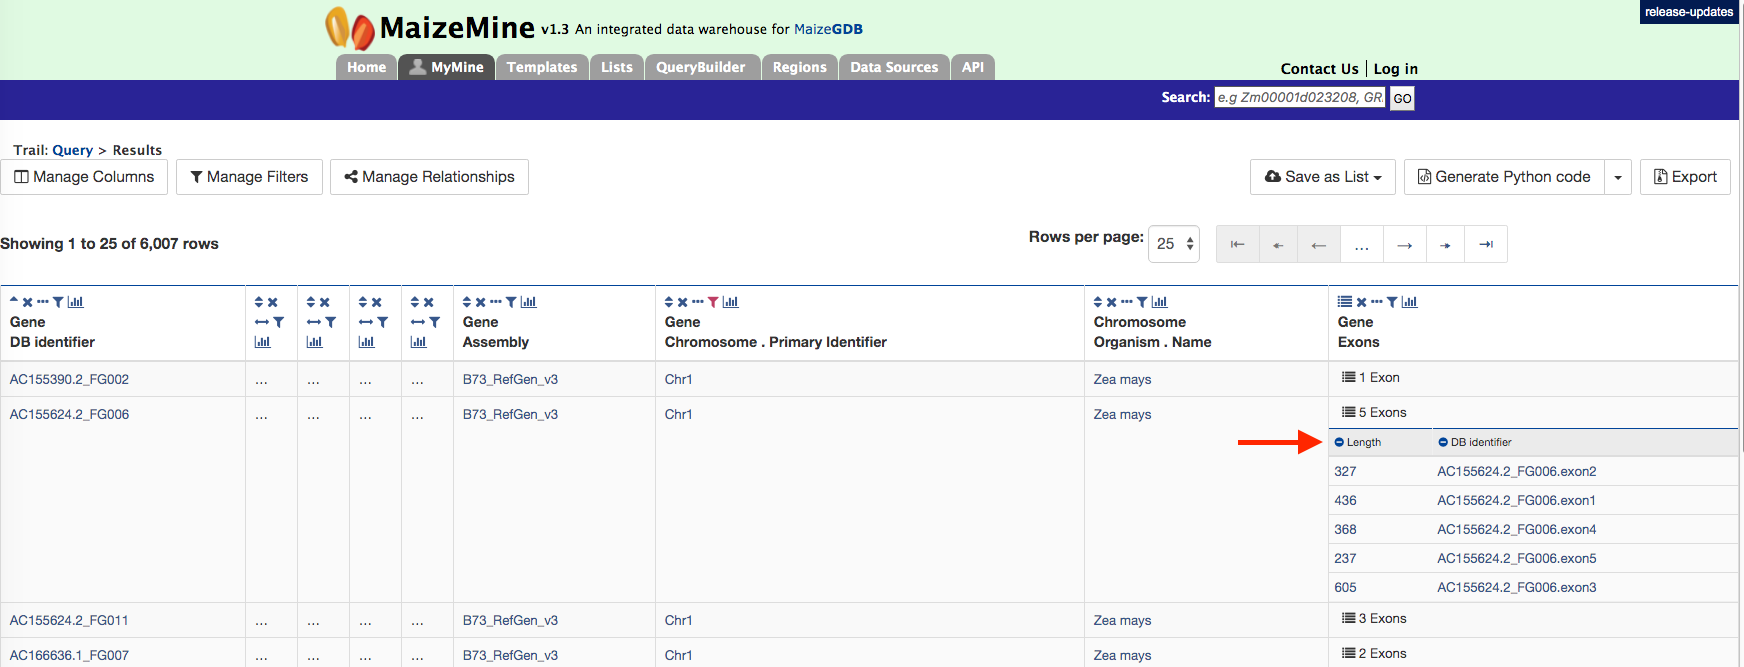 release-updates
MaizeMine v1.3 An integrated data warehouse for MaizeGDB
Home MyMine Templates Lists QueryBuilder Regions Data Sources API
Contact Us | Log in
Search: e.g Zm00001d023208, GR. GO
Trail: Query > Results
Manage Columns Manage Filters Manage Relationships Save as List Generate Python code Export
Showing 1 to 25 of 6,007 rows
Rows per page: 25 ...
Gene Gene Gene Chromosome Gene
DB identifier Assembly Chromosome . Primary Identifier Organism . Name Exons
AC155390.2_FG002 ... ... ... ... B73_RefGen_v3 Chr1 Zea mays 1 Exon
AC155624.2_FG006 ... ... ... ... B73_RefGen_v3 Chr1 Zea mays 5 Exons
Length DB identifier
327 AC155624.2_FG006.exon2
436 AC155624.2_FG006.exon1
368 AC155624.2_FG006.exon4
237 AC155624.2_FG006.exon5
605 AC155624.2_FG006.exon3
AC155624.2_FG011 ... ... ... ... B73_RefGen_v3 Chr1 Zea mays 3 Exons
AC166636.1_FG007 ... ... ... ... B73_RefGen_v3 Chr1 Zea mays 2 Exons